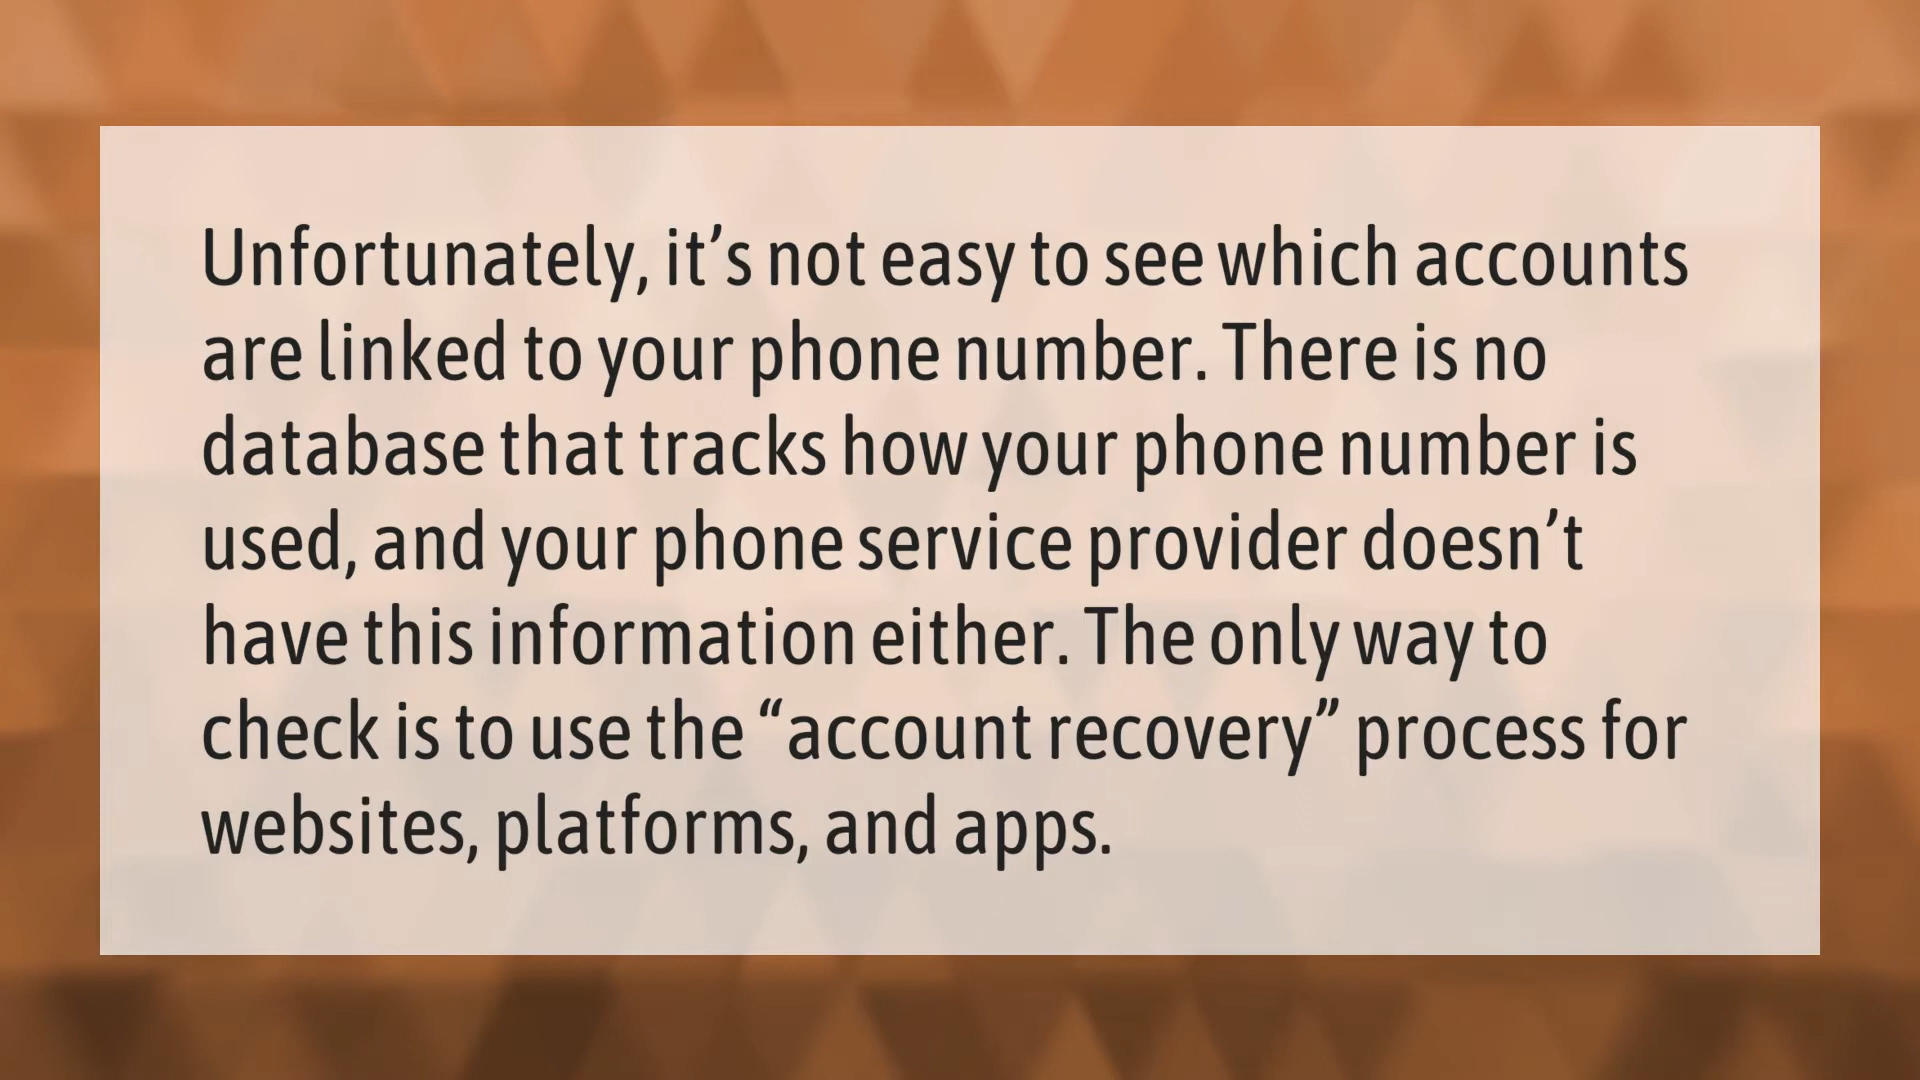 Unfortunately, it’s not easy to see which accounts
are linked to your phone number. There is no
database that tracks how your phone number is
used, and your phone service provider doesn’t
have this information either. The only way to
check is to use the “account recovery” process for
websites, platforms, and apps.